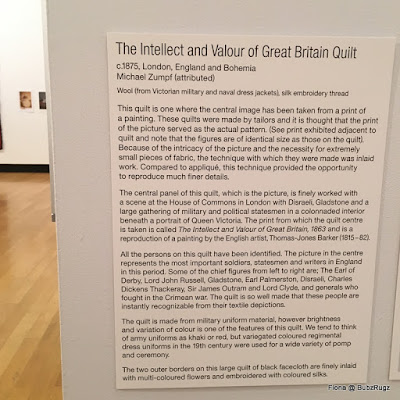 The Intellect and Valour of Great Britain Quilt
c.1875, London, England and Bohemia
Michael Zumpf (attributed)
Wool (from Victorian military and naval dress jackets), silk embroidery thread
This quilt is one where the central image has been taken from a print of
a painting. These quilts were made by tailors and it is thought that the print
of the picture served as the actual pattern. (See print exhibited adjacent to
quilt and note that the figures are of identical size as those on the quilt).
Because of the intricacy of the picture and the necessity for extremely
small pieces of fabric, the technique with which they were made was inlaid
work. Compared to appliqué, this technique provided the opportunity
to reproduce much finer details.
The central panel of this quilt, which is the picture, is finely worked with
a scene at the House of Commons in London with Disraeli, Gladstone and a
large gathering of military and political statesmen in a colonnaded interior
beneath a portrait of Queen Victoria. The print from which the quilt centre
is taken is called The Intellect and Valour of Great Britain, 1863 and is a
reproduction of a painting by the English artist, Thomas-Jones Barker (1815–82).
All the persons on this quilt have been identified. The picture in the centre
represents the most important soldiers, statesmen and writers in England
in this period. Some of the chief figures from left to right are; The Earl of
Derby, Lord John Russell, Gladstone, Earl Palmerston, Disraeli, Charles
Dickens Thackeray, Sir James Outram and Lord Clyde, and generals who
fought in the Crimean war. The quilt is so well made that these people are
instantly recognizable from their textile depictions.
The quilt is made from military uniform material, however brightness
and variation of colour is one of the features of this quilt. We tend to think
of army uniforms as khaki or red, but variegated coloured regimental
dress uniforms in the 19th century were used for a wide variety of pomp
and ceremony.
The two outer borders on this large quilt of black facecloth are finely inlaid
with multi-coloured flowers and embroidered with coloured silks.
Fiona @ BubzRugz